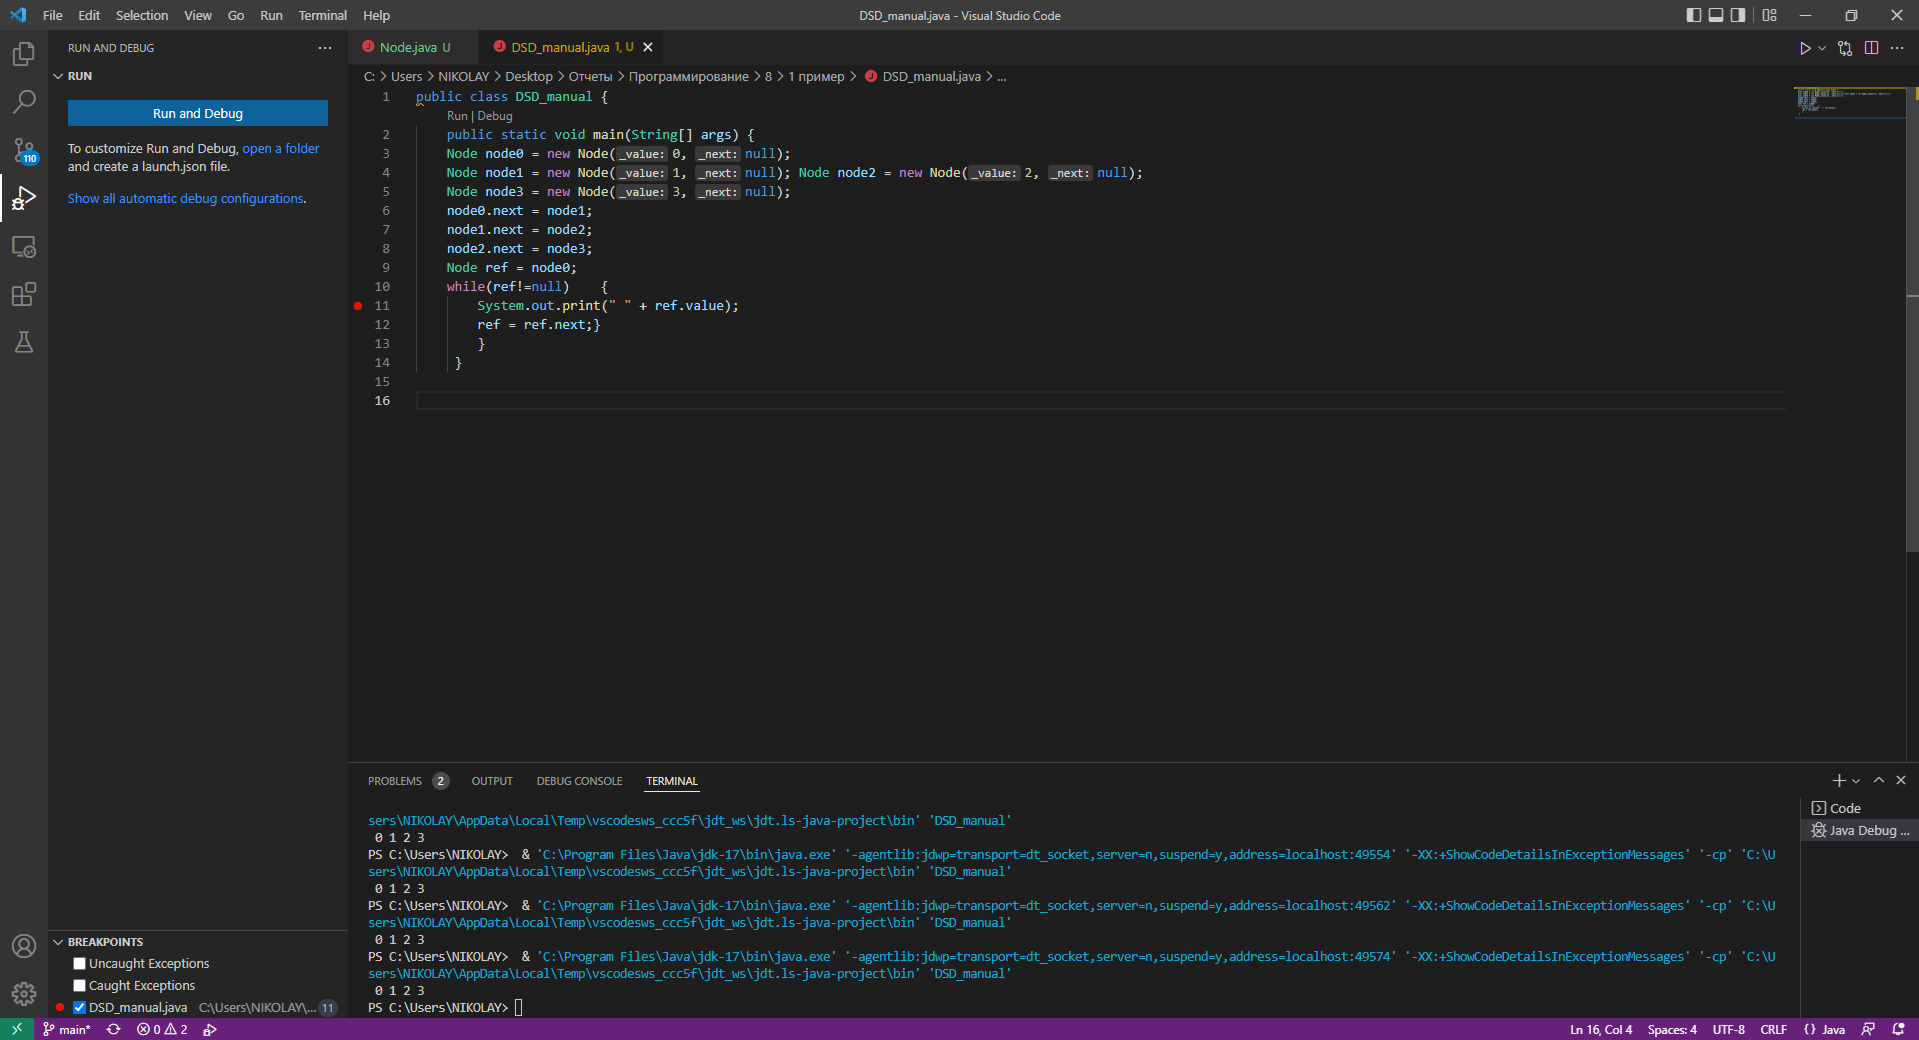 File Edit Selection View Go Run Terminal Help
DSD_manual.java - Visual Studio Code
RUN AND DEBUG ...
RUN
Run and Debug
To customize Run and Debug, open a folder
and create a launch.json file.
Show all automatic debug configurations.
110
Node.java U
DSD_manual.java 1, U
C: > Users > NIKOLAY > Desktop > Отчеты > Программирование > 8 > 1 пример > DSD_manual.java > ...
1 public class DSD_manual {
Run | Debug
2 public static void main(String[] args) {
3 Node node0 = new Node(_value: 0, _next: null);
4 Node node1 = new Node(_value: 1, _next: null); Node node2 = new Node(_value: 2, _next: null);
5 Node node3 = new Node(_value: 3, _next: null);
6 node0.next = node1;
7 node1.next = node2;
8 node2.next = node3;
9 Node ref = node0;
10 while(ref!=null) {
11 System.out.print(" " + ref.value);
12 ref = ref.next;}
13 }
14 }
15
16
PROBLEMS 2 OUTPUT DEBUG CONSOLE TERMINAL
sers\NIKOLAY\AppData\Local\Temp\vscodesws_ccc5f\jdt_ws\jdt.ls-java-project\bin' 'DSD_manual'
0 1 2 3
PS C:\Users\NIKOLAY> & 'C:\Program Files\Java\jdk-17\bin\java.exe' '-agentlib:jdwp=transport=dt_socket,server=n,suspend=y,address=localhost:49554' '-XX:+ShowCodeDetailsInExceptionMessages' '-cp' 'C:\U
sers\NIKOLAY\AppData\Local\Temp\vscodesws_ccc5f\jdt_ws\jdt.ls-java-project\bin' 'DSD_manual'
0 1 2 3
PS C:\Users\NIKOLAY> & 'C:\Program Files\Java\jdk-17\bin\java.exe' '-agentlib:jdwp=transport=dt_socket,server=n,suspend=y,address=localhost:49562' '-XX:+ShowCodeDetailsInExceptionMessages' '-cp' 'C:\U
sers\NIKOLAY\AppData\Local\Temp\vscodesws_ccc5f\jdt_ws\jdt.ls-java-project\bin' 'DSD_manual'
0 1 2 3
PS C:\Users\NIKOLAY> & 'C:\Program Files\Java\jdk-17\bin\java.exe' '-agentlib:jdwp=transport=dt_socket,server=n,suspend=y,address=localhost:49574' '-XX:+ShowCodeDetailsInExceptionMessages' '-cp' 'C:\U
sers\NIKOLAY\AppData\Local\Temp\vscodesws_ccc5f\jdt_ws\jdt.ls-java-project\bin' 'DSD_manual'
0 1 2 3
PS C:\Users\NIKOLAY>
Code
Java Debug ...
BREAKPOINTS
Uncaught Exceptions
Caught Exceptions
DSD_manual.java C:\Users\NIKOLAY\... 11
main* 0 2
Ln 16, Col 4 Spaces: 4 UTF-8 CRLF {} Java